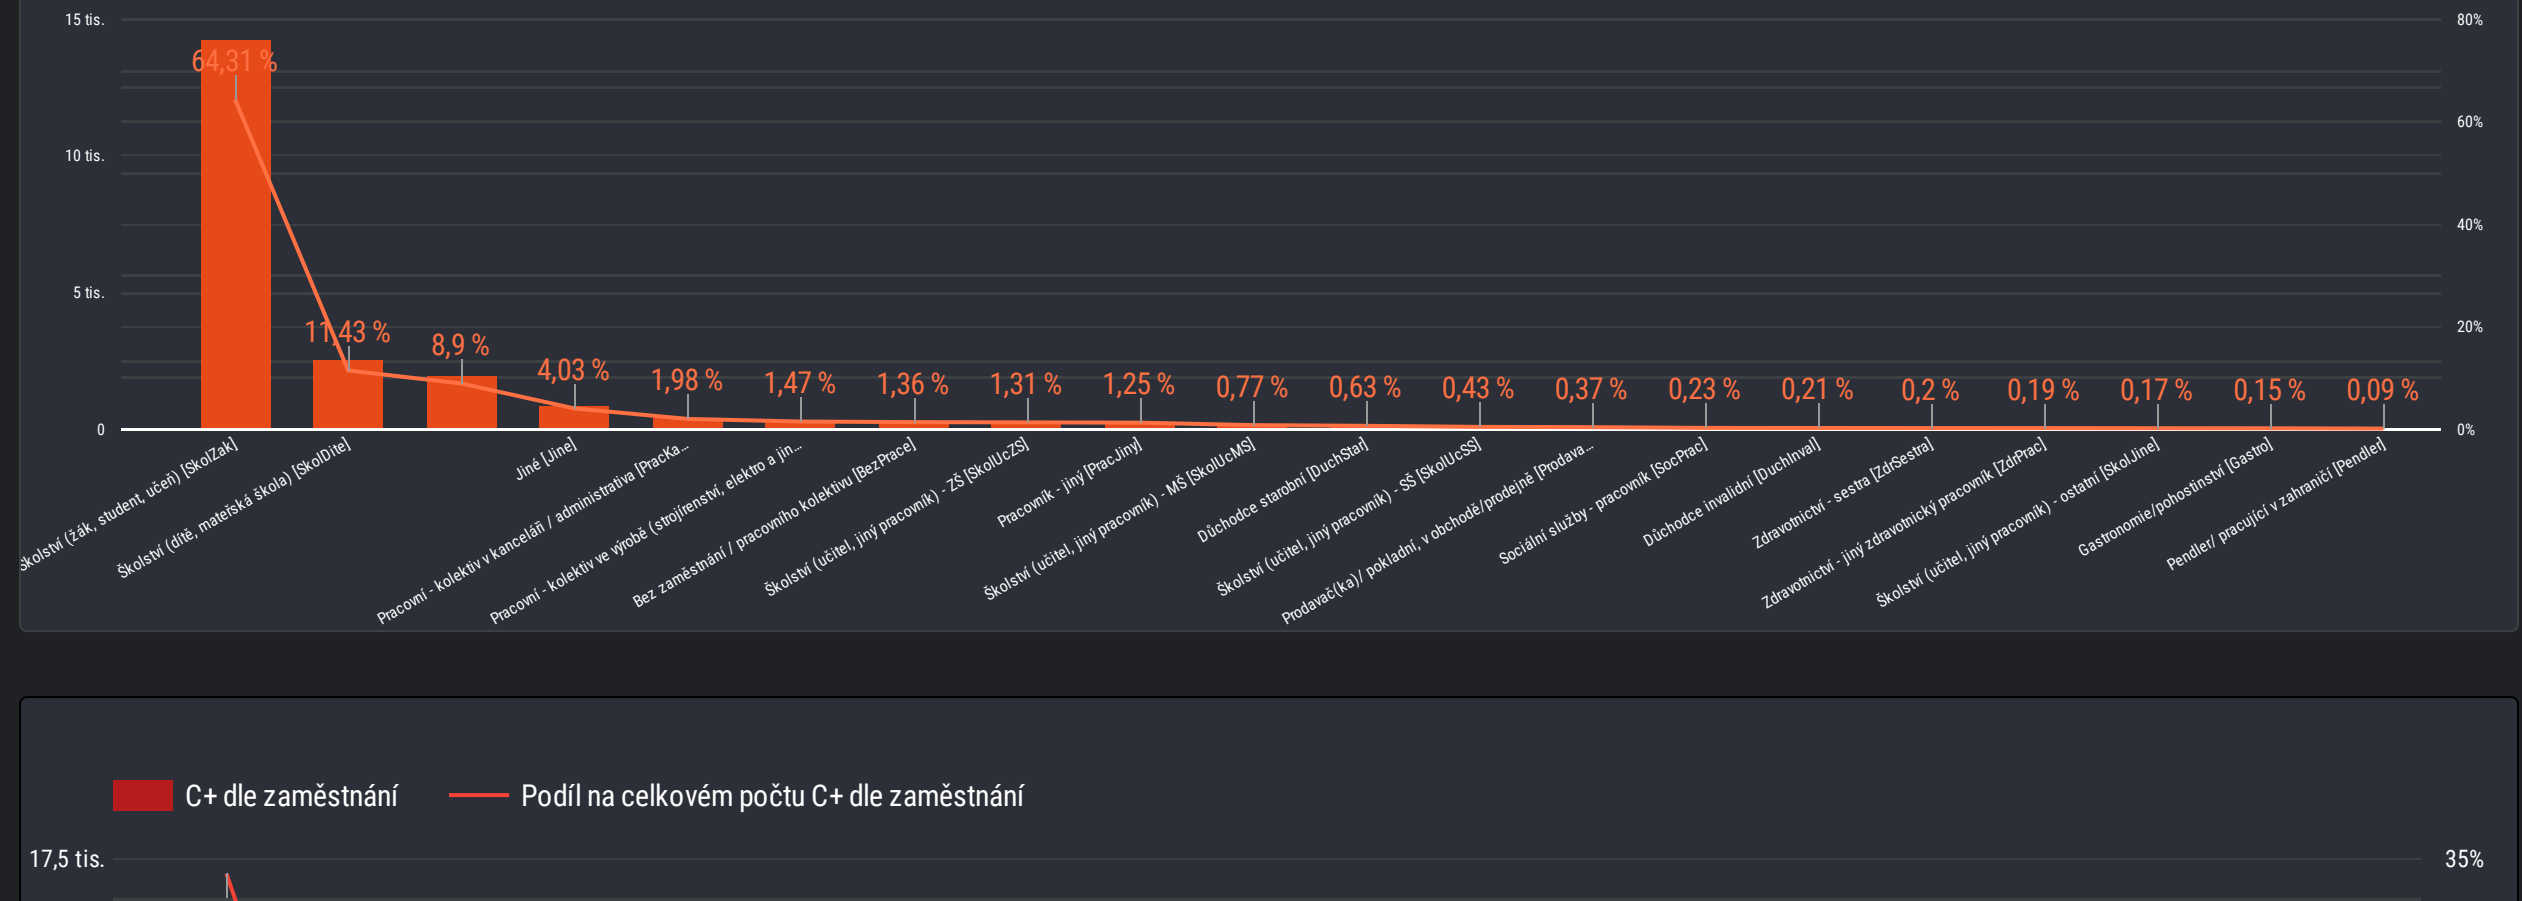 15 tis.
80%
64,31 %
60%
10 tis.
40%
5 tis.
20%
11,43 %
8,9 %
4,03 %
1,98 %
1,47 %
1,36 %
1,31 %
1,25 %
0,77 %
0,63 %
0,43 %
0,37 %
0,23 %
0,21 %
0,2 %
0,19 %
0,17 %
0,15 %
0,09 %
0
0%
Školství (žák, student, učeň) [SkolZak]
Školství (dítě, mateřská škola) [SkolDite]
Jiné [Jine]
Pracovní - kolektiv v kanceláři / administrativa [PracKa...
Pracovní - kolektiv ve výrobě (strojírenství, elektro a jin...
Bez zaměstnání / pracovního kolektivu [BezPrace]
Školství (učitel, jiný pracovník) - ZŠ [SkolUcZS]
Pracovník - jiný [PracJiny]
Školství (učitel, jiný pracovník) - MŠ [SkolUcMS]
Důchodce starobní [DuchStar]
Školství (učitel, jiný pracovník) - SŠ [SkolUcSS]
Prodavač(ka)/ pokladní, v obchodě/prodejně [Prodava...
Sociální služby - pracovník [SocPrac]
Důchodce invalidní [DuchInval]
Zdravotnictví - sestra [ZdrSestra]
Zdravotnictví - jiný zdravotnický pracovník [ZdrPrac]
Školství (učitel, jiný pracovník) - ostatní [SkolJine]
Gastronomie/pohostinství [Gastro]
Pendler/ pracující v zahraničí [Pendler]
C+ dle zaměstnání
Podíl na celkovém počtu C+ dle zaměstnání
17,5 tis.
35%